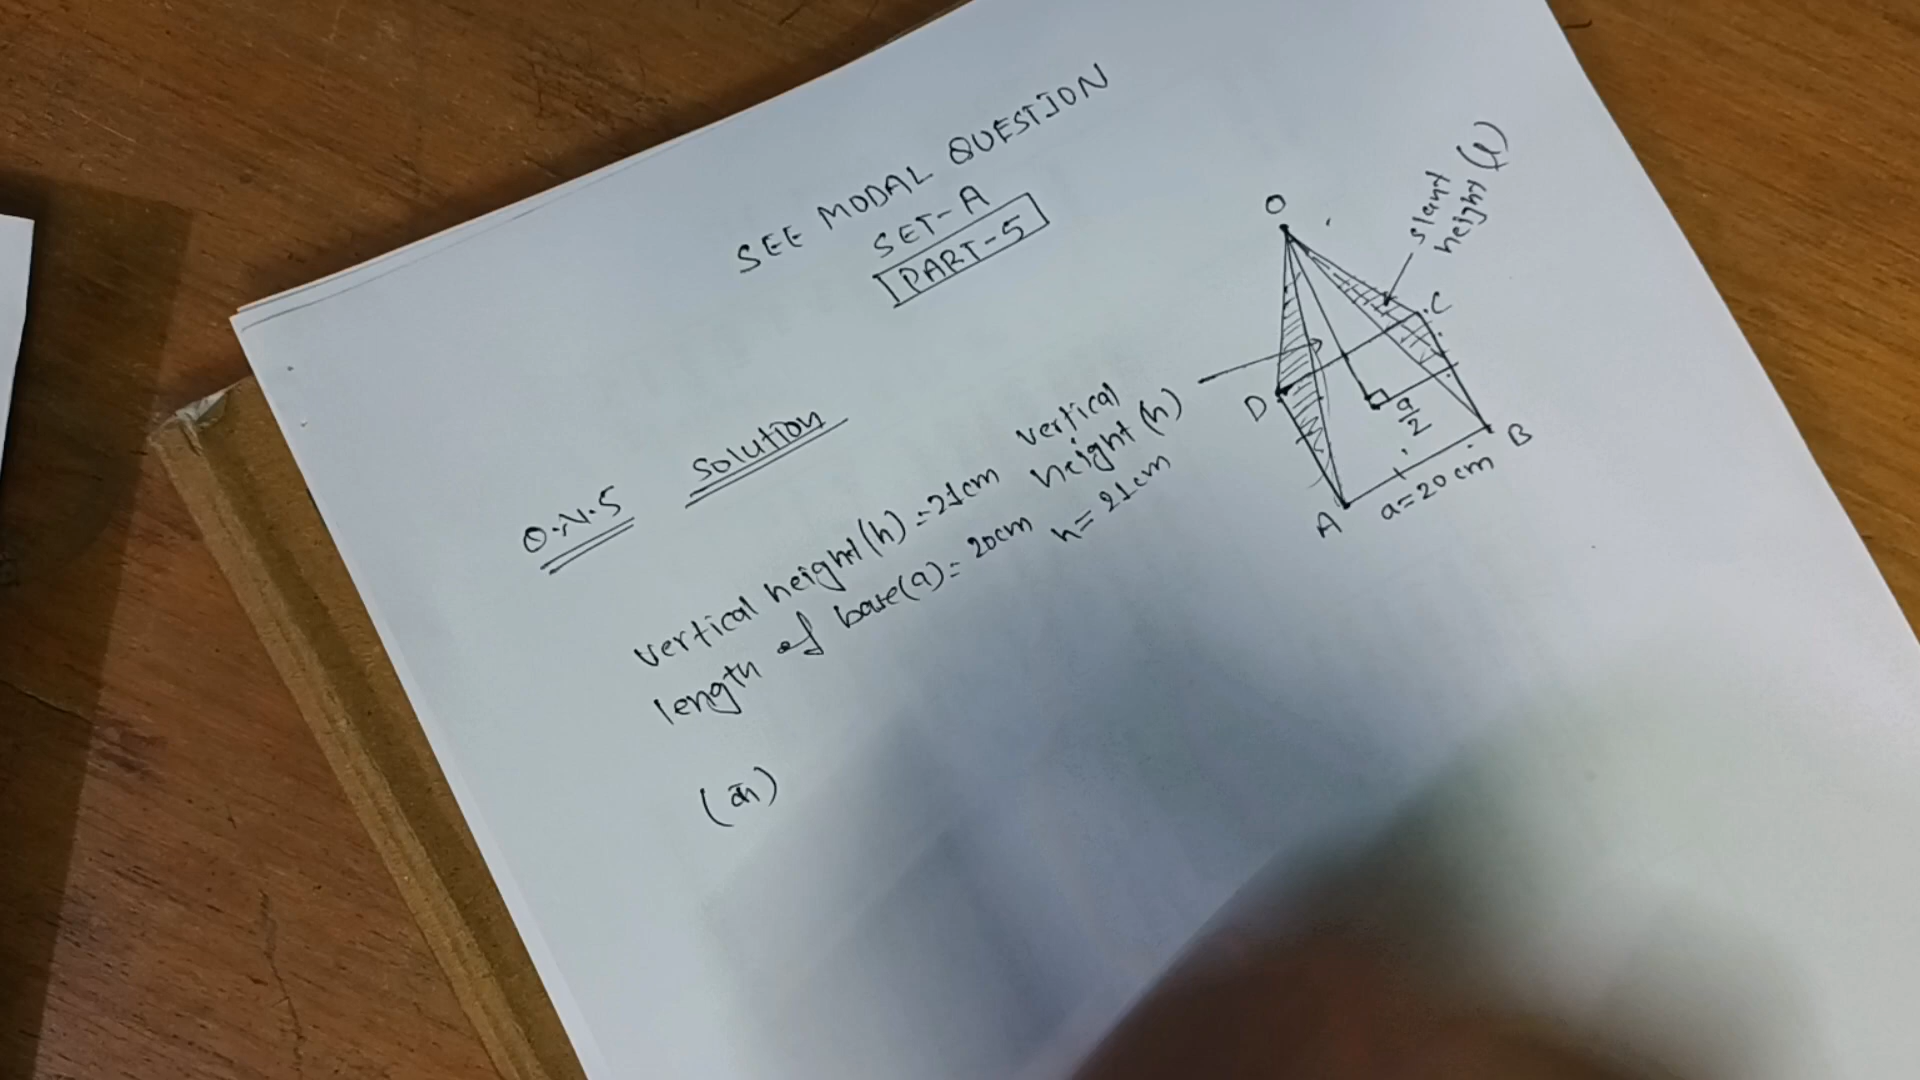 SEE MODAL QUESTION
SET-A
PART-5
Q.N.5 Solution
vertical height(h) = 21cm
length of base(a) = 20cm
vertical
height (h)
h = 21cm
O
slant
height (l)
C
D
a/2
B
A
a = 20 cm